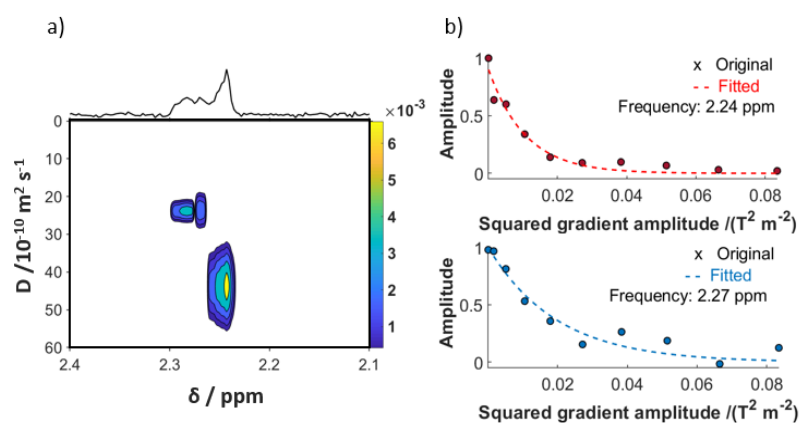 a)
×10⁻³
0
10
20
30
40
50
60
D /10⁻¹⁰ m² s⁻¹
6
5
4
3
2
1
2.4
2.3
2.2
2.1
δ / ppm
b)
1
0.5
0
Amplitude
x Original
Fitted
Frequency: 2.24 ppm
0.02
0.04
0.06
0.08
Squared gradient amplitude /(T² m⁻²)
1
0.5
0
Amplitude
x Original
Fitted
Frequency: 2.27 ppm
0.02
0.04
0.06
0.08
Squared gradient amplitude /(T² m⁻²)